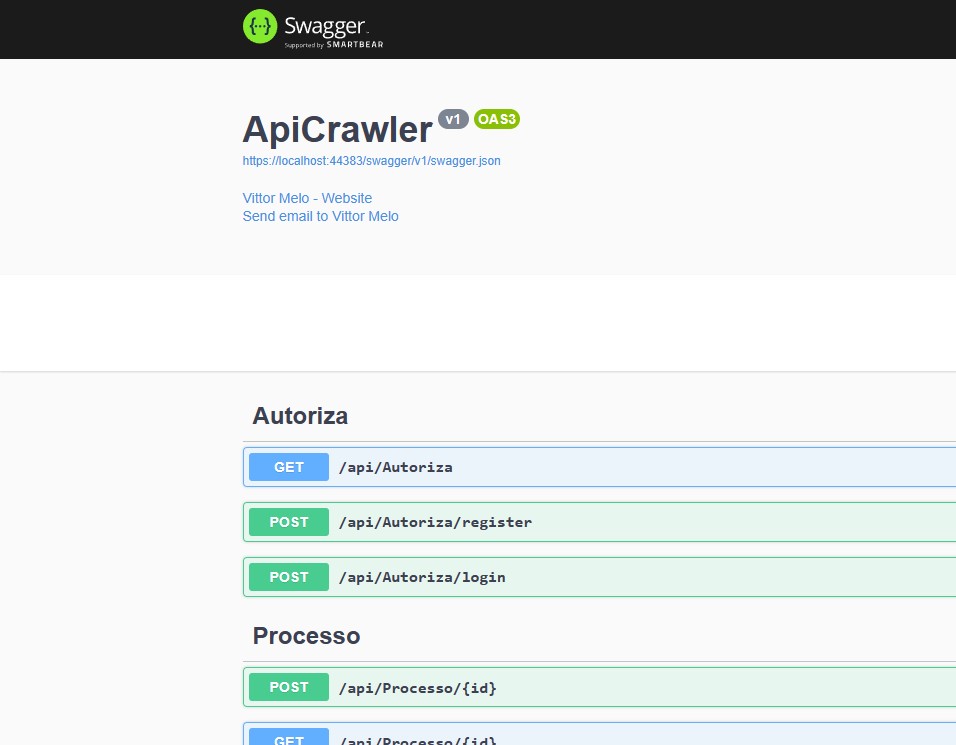 {···} Swagger
Supported by SMARTBEAR
ApiCrawler v1 OAS3
https://localhost:44383/swagger/v1/swagger.json
Vittor Melo - Website
Send email to Vittor Melo
Autoriza
GET /api/Autoriza
POST /api/Autoriza/register
POST /api/Autoriza/login
Processo
POST /api/Processo/{id}
GET /api/Processo/{id}